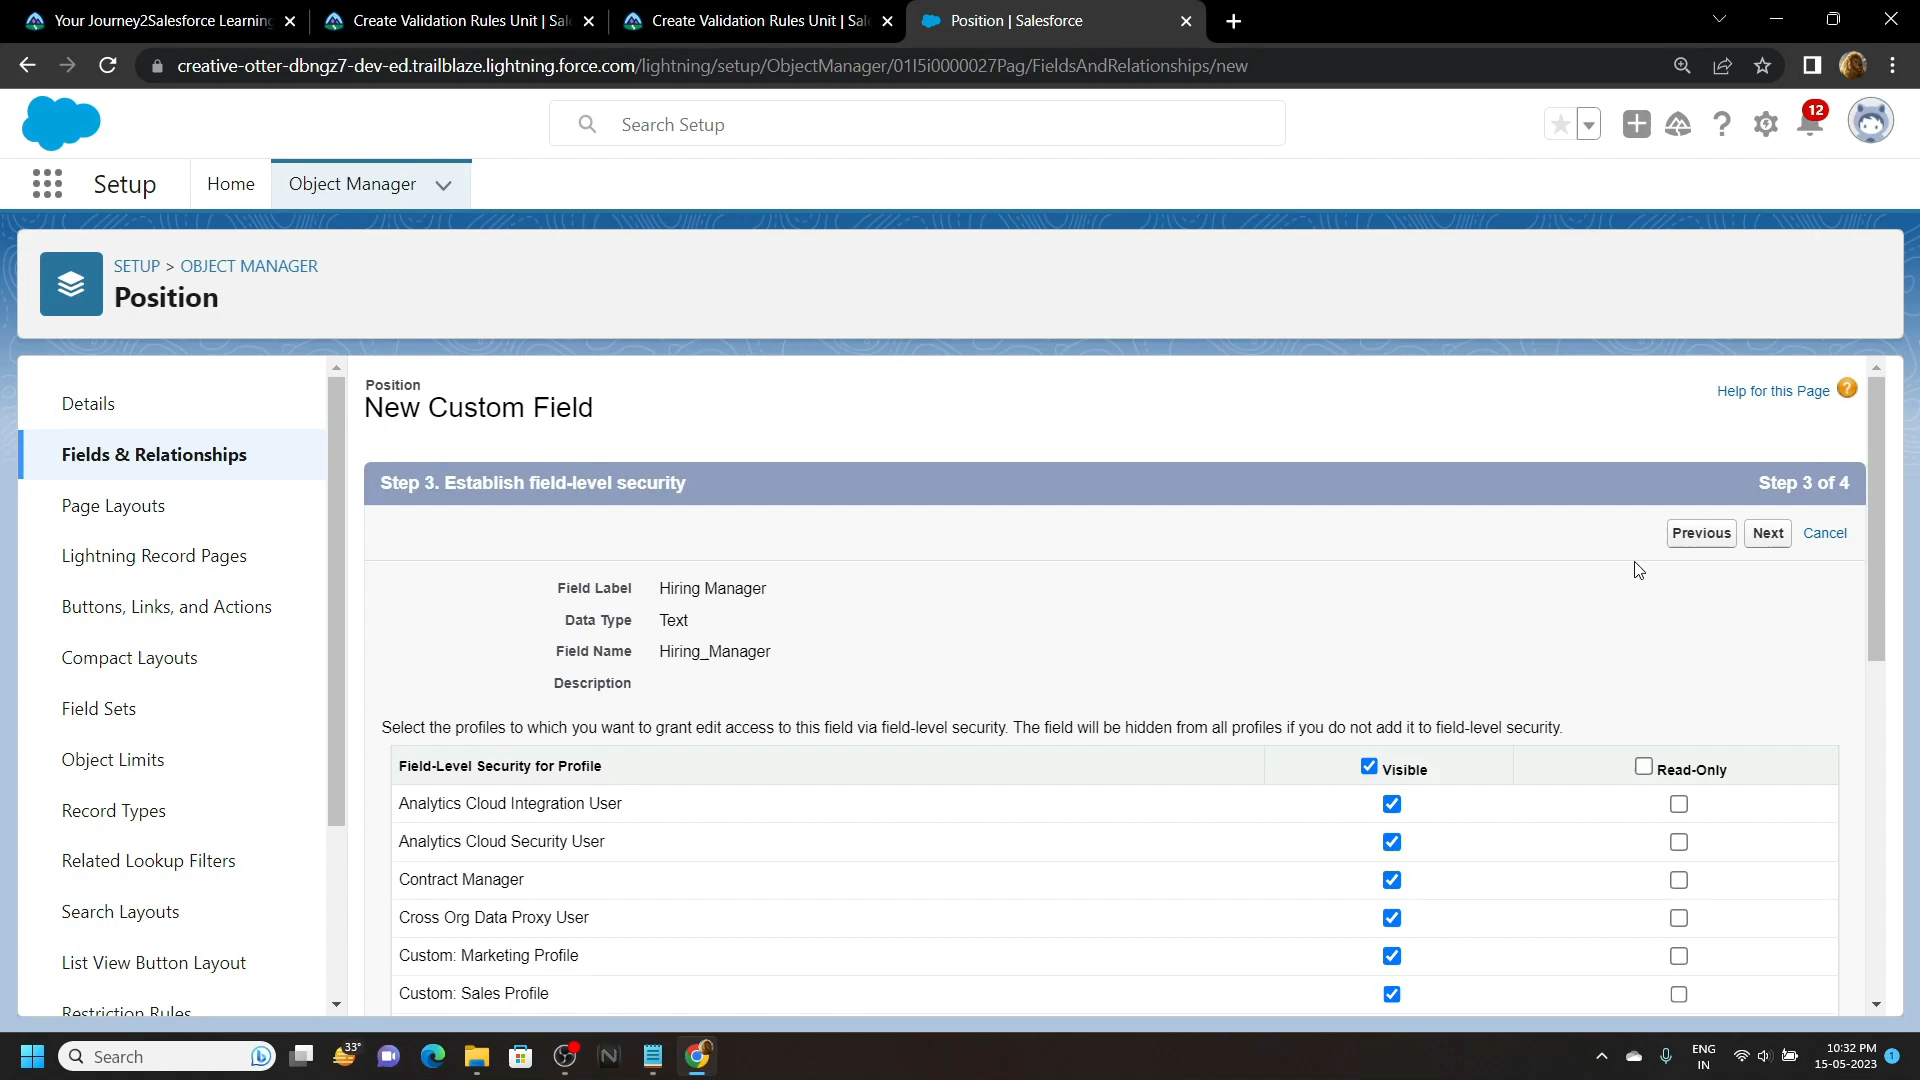 Your Journey2Salesforce Learning
Create Validation Rules Unit | Sal
Create Validation Rules Unit | Sal
Position | Salesforce
creative-otter-dbngz7-dev-ed.trailblaze.lightning.force.com/lightning/setup/ObjectManager/01I5i0000027Pag/FieldsAndRelationships/new
Search Setup
12
Setup
Home
Object Manager
SETUP > OBJECT MANAGER
Position
Details
Fields & Relationships
Page Layouts
Lightning Record Pages
Buttons, Links, and Actions
Compact Layouts
Field Sets
Object Limits
Record Types
Related Lookup Filters
Search Layouts
List View Button Layout
Restriction Rules
Position
New Custom Field
Help for this Page
Step 3. Establish field-level security
Step 3 of 4
Previous
Next
Cancel
Field Label Hiring Manager
Data Type Text
Field Name Hiring_Manager
Description
Select the profiles to which you want to grant edit access to this field via field-level security. The field will be hidden from all profiles if you do not add it to field-level security.
Field-Level Security for Profile Visible Read-Only
Analytics Cloud Integration User
Analytics Cloud Security User
Contract Manager
Cross Org Data Proxy User
Custom: Marketing Profile
Custom: Sales Profile
Search
33°
ENG
IN
10:32 PM
15-05-2023
1